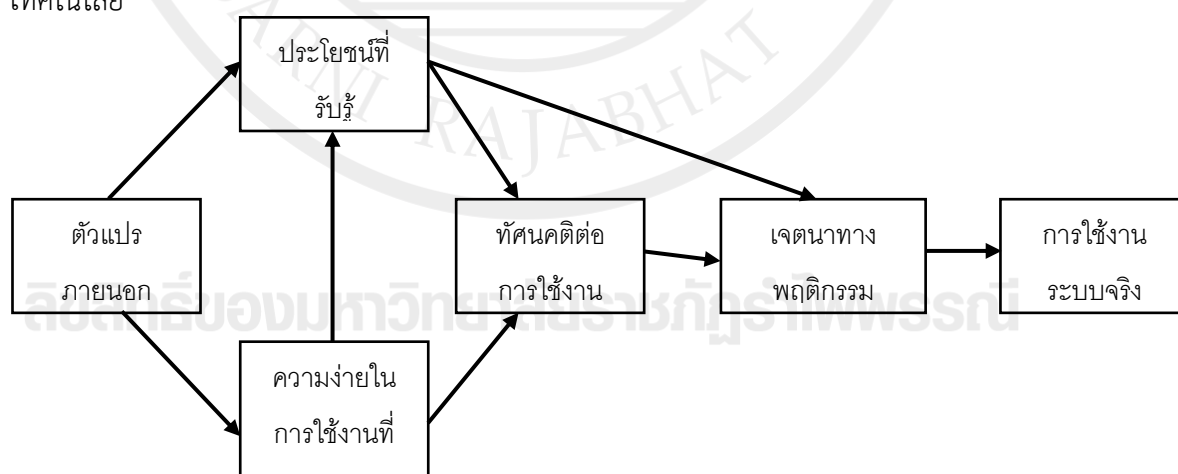 เทคโนโลยี
ประโยชน์ที่
รับรู้
ตัวแปร
ภายนอก
ทัศนคติต่อ
การใช้งาน
เจตนาทาง
พฤติกรรม
การใช้งาน
ระบบจริง
ความง่ายใน
การใช้งานที่
ARNI RAJABHAT
ลิขสิทธิ์ของมหาวิทยาลัยราชภัฏรำไพพรรณี